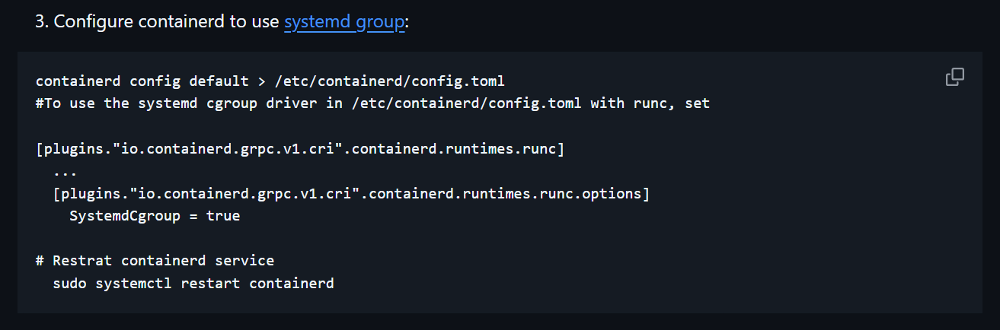 3. Configure containerd to use systemd group:
containerd config default > /etc/containerd/config.toml
#To use the systemd cgroup driver in /etc/containerd/config.toml with runc, set
[plugins."io.containerd.grpc.v1.cri".containerd.runtimes.runc]
...
[plugins."io.containerd.grpc.v1.cri".containerd.runtimes.runc.options]
SystemdCgroup = true
# Restrat containerd service
sudo systemctl restart containerd